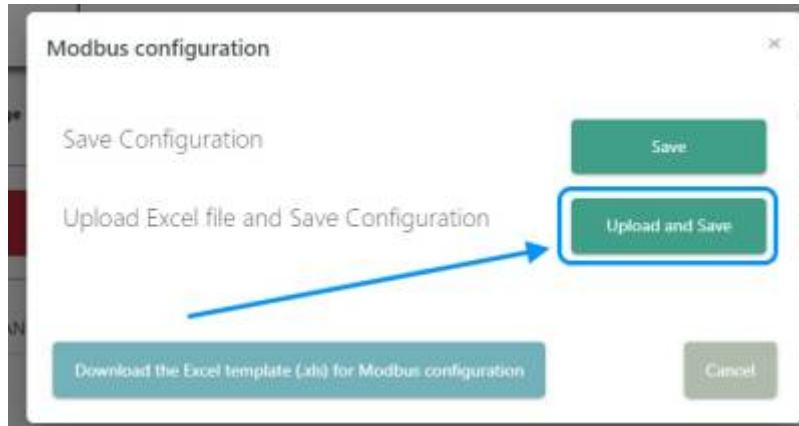 Modbus configuration ×
Save Configuration
Save
Upload Excel file and Save Configuration
Upload and Save
Download the Excel template (.xls) for Modbus configuration
Cancel